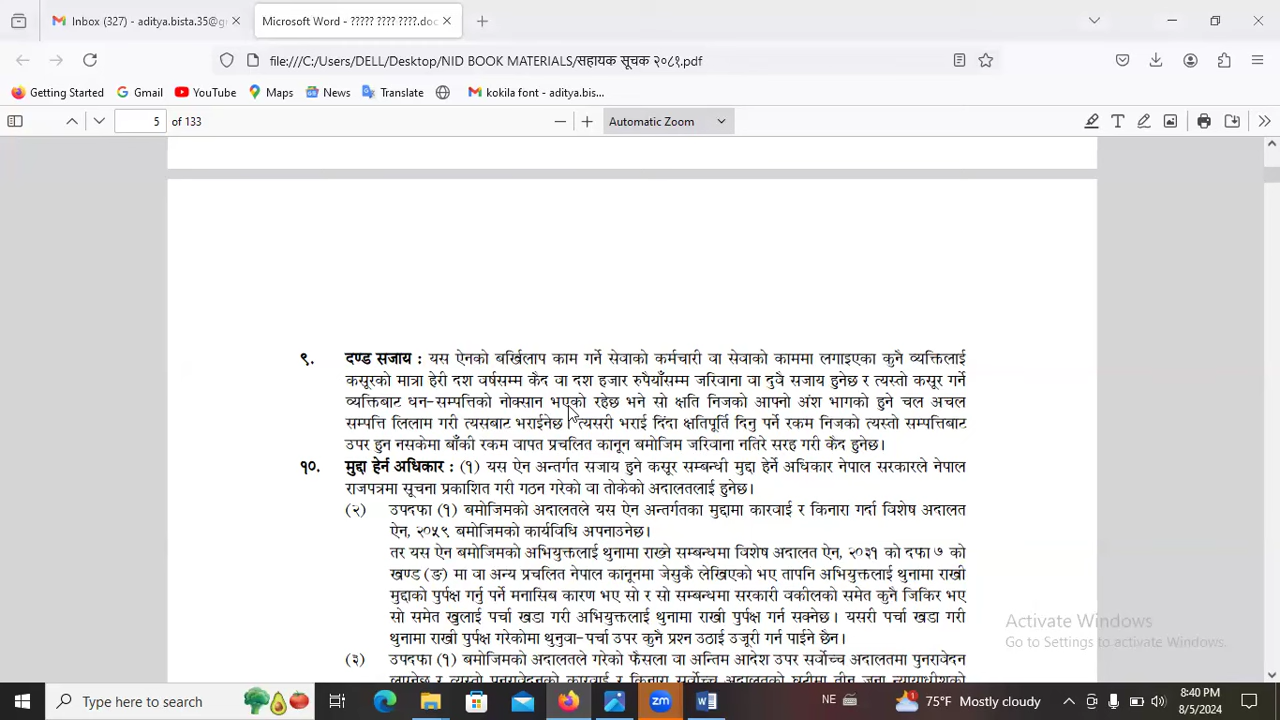 Inbox (327) - aditya.bista.35@g
Microsoft Word - ????? ???? ????.doc
file:///C:/Users/DELL/Desktop/NID BOOK MATERIALS/सहायक सूचक २०८१.pdf
Getting Started
Gmail
YouTube
Maps
News
Translate
kokila font - aditya.bis...
5 of 133
Automatic Zoom
९. दण्ड सजाय : यस ऐनको बर्खिलाप काम गर्ने सेवाको कर्मचारी वा सेवाको काममा लगाइएका कुनै व्यक्तिलाई
कसूरको मात्रा हेरी दश वर्षसम्म कैद वा दश हजार रुपैयाँसम्म जरिवाना वा दुवै सजाय हुनेछ र त्यस्तो कसूर गर्ने
व्यक्तिबाट धन-सम्पत्तिको नोक्सान भएको रहेछ भने सो क्षति निजको आफ्नो अंश भागको हुने चल अचल
सम्पत्ति लिलाम गरी त्यसबाट भराईनेछ । त्यसरी भराई दिंदा क्षतिपूर्ति दिनु पर्ने रकम निजको त्यस्तो सम्पत्तिबाट
उपर हुन नसकेमा बाँकी रकम वापत प्रचलित कानून बमोजिम जरिवाना नतिरे सरह गरी कैद हुनेछ।
१०. मुद्दा हेर्न अधिकार : (१) यस ऐन अन्तर्गत सजाय हुने कसूर सम्बन्धी मुद्दा हेर्ने अधिकार नेपाल सरकारले नेपाल
राजपत्रमा सूचना प्रकाशित गरी गठन गरेको वा तोकेको अदालतलाई हुनेछ।
(२) उपदफा (१) बमोजिमको अदालतले यस ऐन अन्तर्गतका मुद्दामा कारवाई र किनारा गर्दा विशेष अदालत
ऐन, २०५९ बमोजिमको कार्यविधि अपनाउनेछ।
तर यस ऐन बमोजिमको अभियुक्तलाई थुनामा राख्ने सम्बन्धमा विशेष अदालत ऐन, २०३१ को दफा ७ को
खण्ड (ङ) मा वा अन्य प्रचलित नेपाल कानूनमा जेसुकै लेखिएको भए तापनि अभियुक्तलाई थुनामा राखी
मुद्दाको पुर्पक्ष गर्नु पर्ने मनासिब कारण भए सो र सो सम्बन्धमा सरकारी वकीलको समेत कुनै जिकिर भए
सो समेत खुलाई पर्चा खडा गरी अभियुक्तलाई थुनामा राखी पुर्पक्ष गर्न सक्नेछ। यसरी पर्चा खडा गरी
थुनामा राखी पुर्पक्ष गरेकोमा थुनुवा-पर्चा उपर कुनै प्रश्न उठाई उजूरी गर्न पाईने छैन।
(३) उपदफा (१) बमोजिमको अदालतले गरेको फैसला वा अन्तिम आदेश उपर सर्वोच्च अदालतमा पुनरावेदन
Activate Windows
Go to Settings to activate Windows.
Type here to search
NE
75°F Mostly cloudy
8:40 PM
8/5/2024